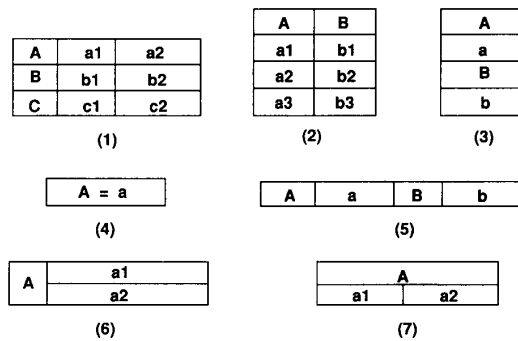 A a1 a2
B b1 b2
C c1 c2
(1)
A B
a1 b1
a2 b2
a3 b3
(2)
A
a
B
b
(3)
A = a
(4)
A a B b
(5)
A
a1
a2
(6)
A
a1 a2
(7)